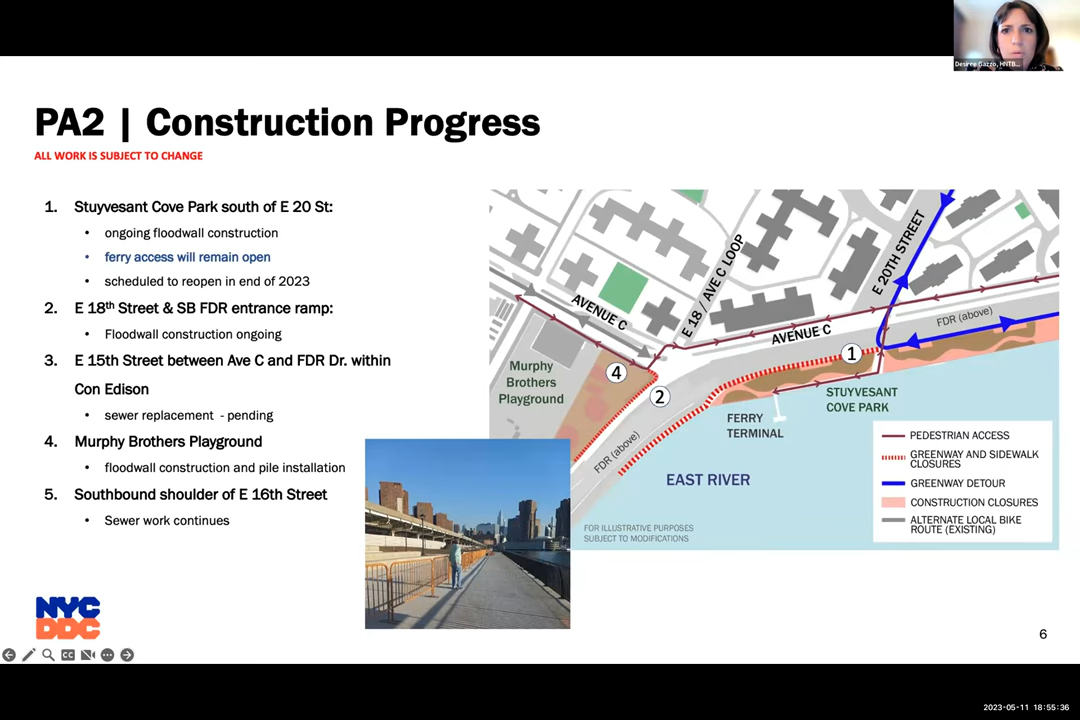 Desiree Gazzo, HNTB...
PA2 | Construction Progress
ALL WORK IS SUBJECT TO CHANGE
1. Stuyvesant Cove Park south of E 20 St:
• ongoing floodwall construction
• ferry access will remain open
• scheduled to reopen in end of 2023
2. E 18th Street & SB FDR entrance ramp:
• Floodwall construction ongoing
3. E 15th Street between Ave C and FDR Dr. within
Con Edison
• sewer replacement - pending
4. Murphy Brothers Playground
• floodwall construction and pile installation
5. Southbound shoulder of E 16th Street
• Sewer work continues
AVENUE C
E 18 / AVE C LOOP
E 20TH STREET
AVENUE C
FDR (above)
Murphy
Brothers
Playground
4
2
1
STUYVESANT
COVE PARK
FERRY
TERMINAL
FDR (above)
EAST RIVER
FOR ILLUSTRATIVE PURPOSES
SUBJECT TO MODIFICATIONS
PEDESTRIAN ACCESS
GREENWAY AND SIDEWALK
CLOSURES
GREENWAY DETOUR
CONSTRUCTION CLOSURES
ALTERNATE LOCAL BIKE
ROUTE (EXISTING)
NYC
DDC
6
CC
2023-05-11 18:55:36